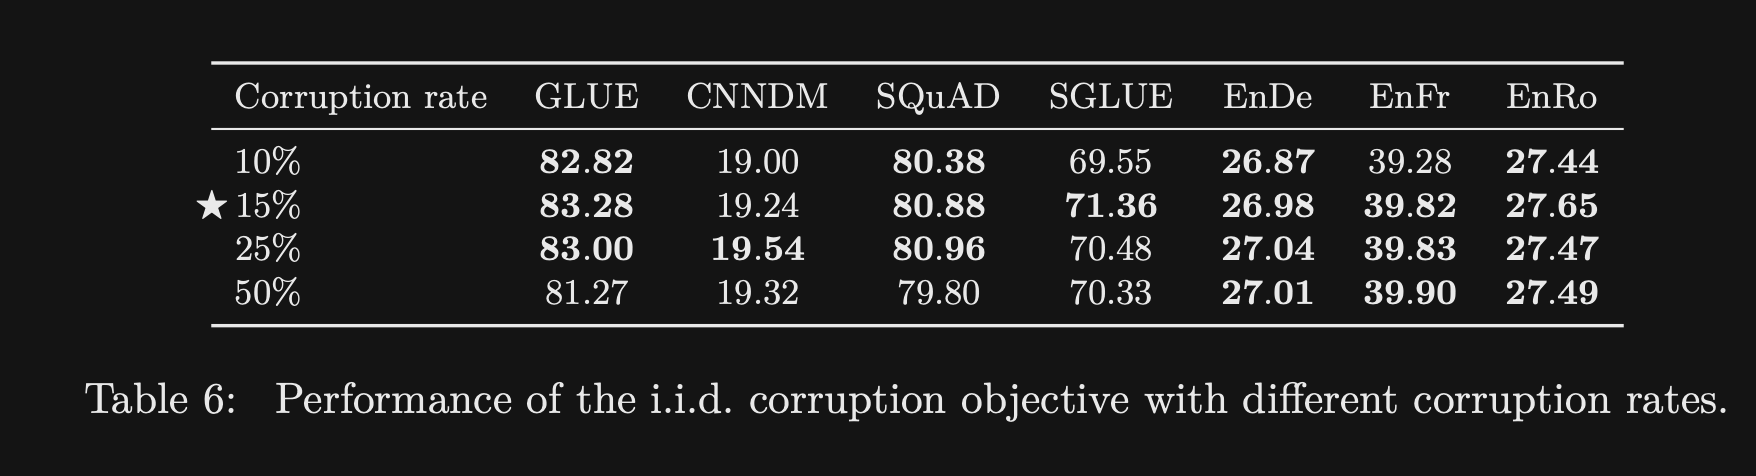 Corruption rate GLUE CNNDM SQuAD SGLUE EnDe EnFr EnRo
10% 82.82 19.00 80.38 69.55 26.87 39.28 27.44
★ 15% 83.28 19.24 80.88 71.36 26.98 39.82 27.65
25% 83.00 19.54 80.96 70.48 27.04 39.83 27.47
50% 81.27 19.32 79.80 70.33 27.01 39.90 27.49
Table 6: Performance of the i.i.d. corruption objective with different corruption rates.